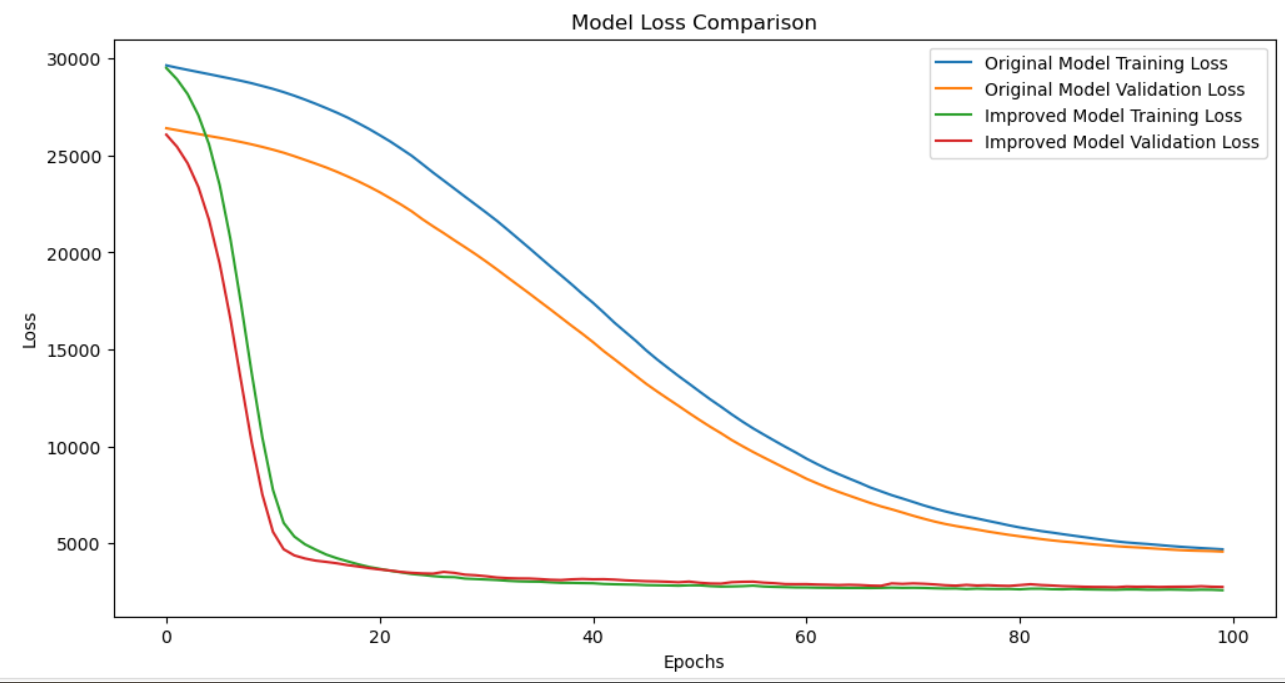 Model Loss Comparison
30000
25000
20000
15000
10000
5000
Loss
Original Model Training Loss
Original Model Validation Loss
Improved Model Training Loss
Improved Model Validation Loss
0
20
40
60
80
100
Epochs